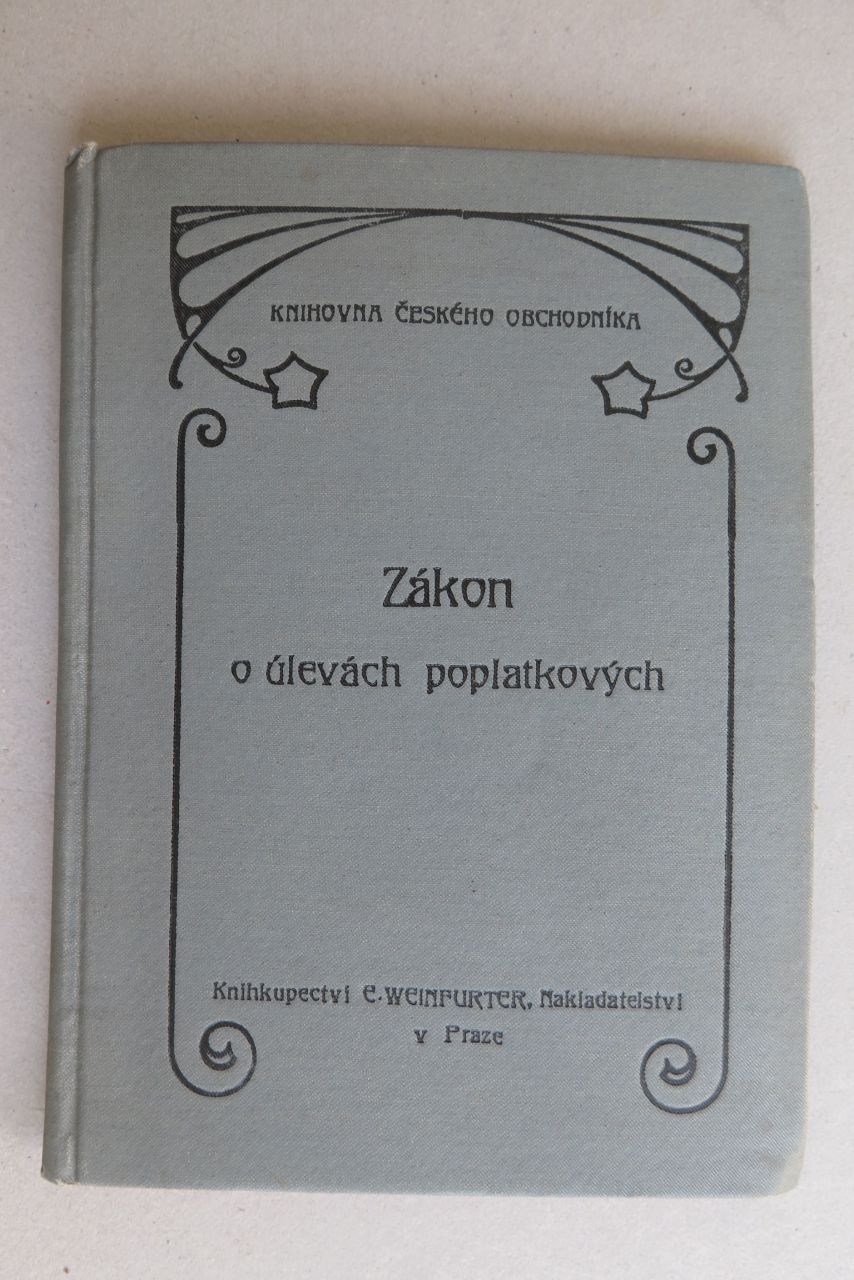 KNIHOVNA ČESKÉHO OBCHODNÍKA
Zákon
o úlevách poplatkových
Knihkupectví E. WEINFURTER, Nakladatelství
v Praze